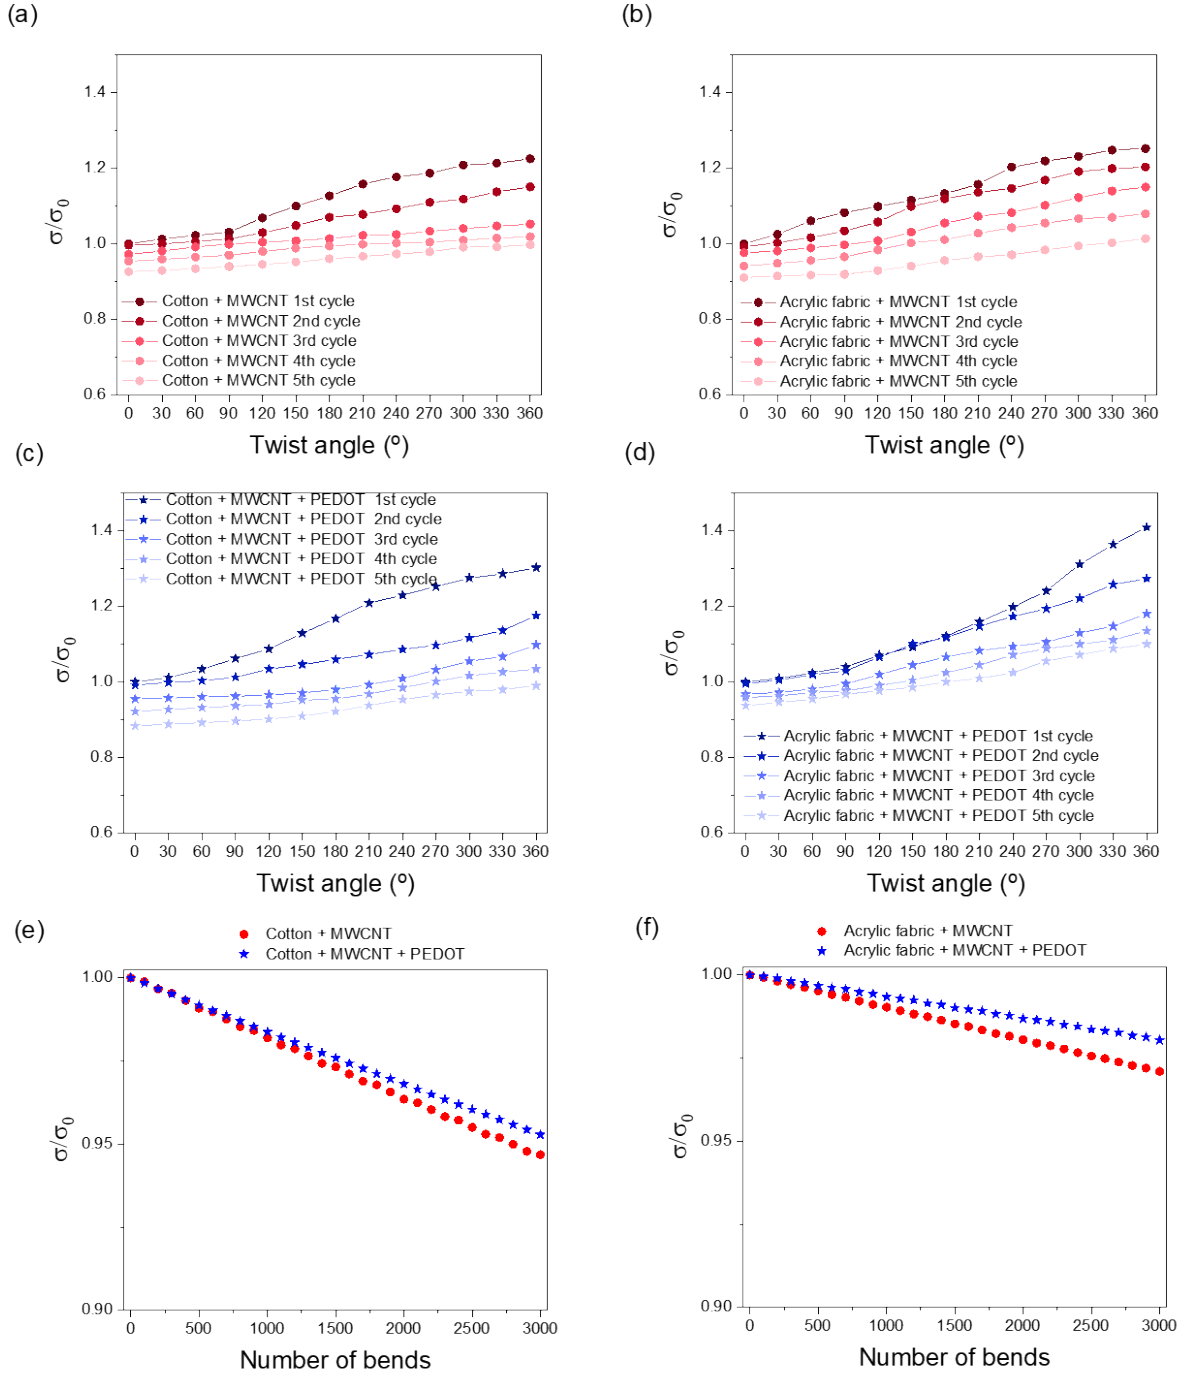 (a)
σ/σ0
1.4
1.2
1.0
0.8
0.6
Cotton + MWCNT 1st cycle
Cotton + MWCNT 2nd cycle
Cotton + MWCNT 3rd cycle
Cotton + MWCNT 4th cycle
Cotton + MWCNT 5th cycle
0 30 60 90 120 150 180 210 240 270 300 330 360
Twist angle (º)
(b)
σ/σ0
1.4
1.2
1.0
0.8
0.6
Acrylic fabric + MWCNT 1st cycle
Acrylic fabric + MWCNT 2nd cycle
Acrylic fabric + MWCNT 3rd cycle
Acrylic fabric + MWCNT 4th cycle
Acrylic fabric + MWCNT 5th cycle
0 30 60 90 120 150 180 210 240 270 300 330 360
Twist angle (º)
(c)
σ/σ0
1.4
1.2
1.0
0.8
0.6
Cotton + MWCNT + PEDOT 1st cycle
Cotton + MWCNT + PEDOT 2nd cycle
Cotton + MWCNT + PEDOT 3rd cycle
Cotton + MWCNT + PEDOT 4th cycle
Cotton + MWCNT + PEDOT 5th cycle
0 30 60 90 120 150 180 210 240 270 300 330 360
Twist angle (º)
(d)
σ/σ0
1.4
1.2
1.0
0.8
0.6
Acrylic fabric + MWCNT + PEDOT 1st cycle
Acrylic fabric + MWCNT + PEDOT 2nd cycle
Acrylic fabric + MWCNT + PEDOT 3rd cycle
Acrylic fabric + MWCNT + PEDOT 4th cycle
Acrylic fabric + MWCNT + PEDOT 5th cycle
0 30 60 90 120 150 180 210 240 270 300 330 360
Twist angle (º)
(e)
Cotton + MWCNT
Cotton + MWCNT + PEDOT
σ/σ0
1.00
0.95
0.90
0 500 1000 1500 2000 2500 3000
Number of bends
(f)
Acrylic fabric + MWCNT
Acrylic fabric + MWCNT + PEDOT
σ/σ0
1.00
0.95
0.90
0 500 1000 1500 2000 2500 3000
Number of bends